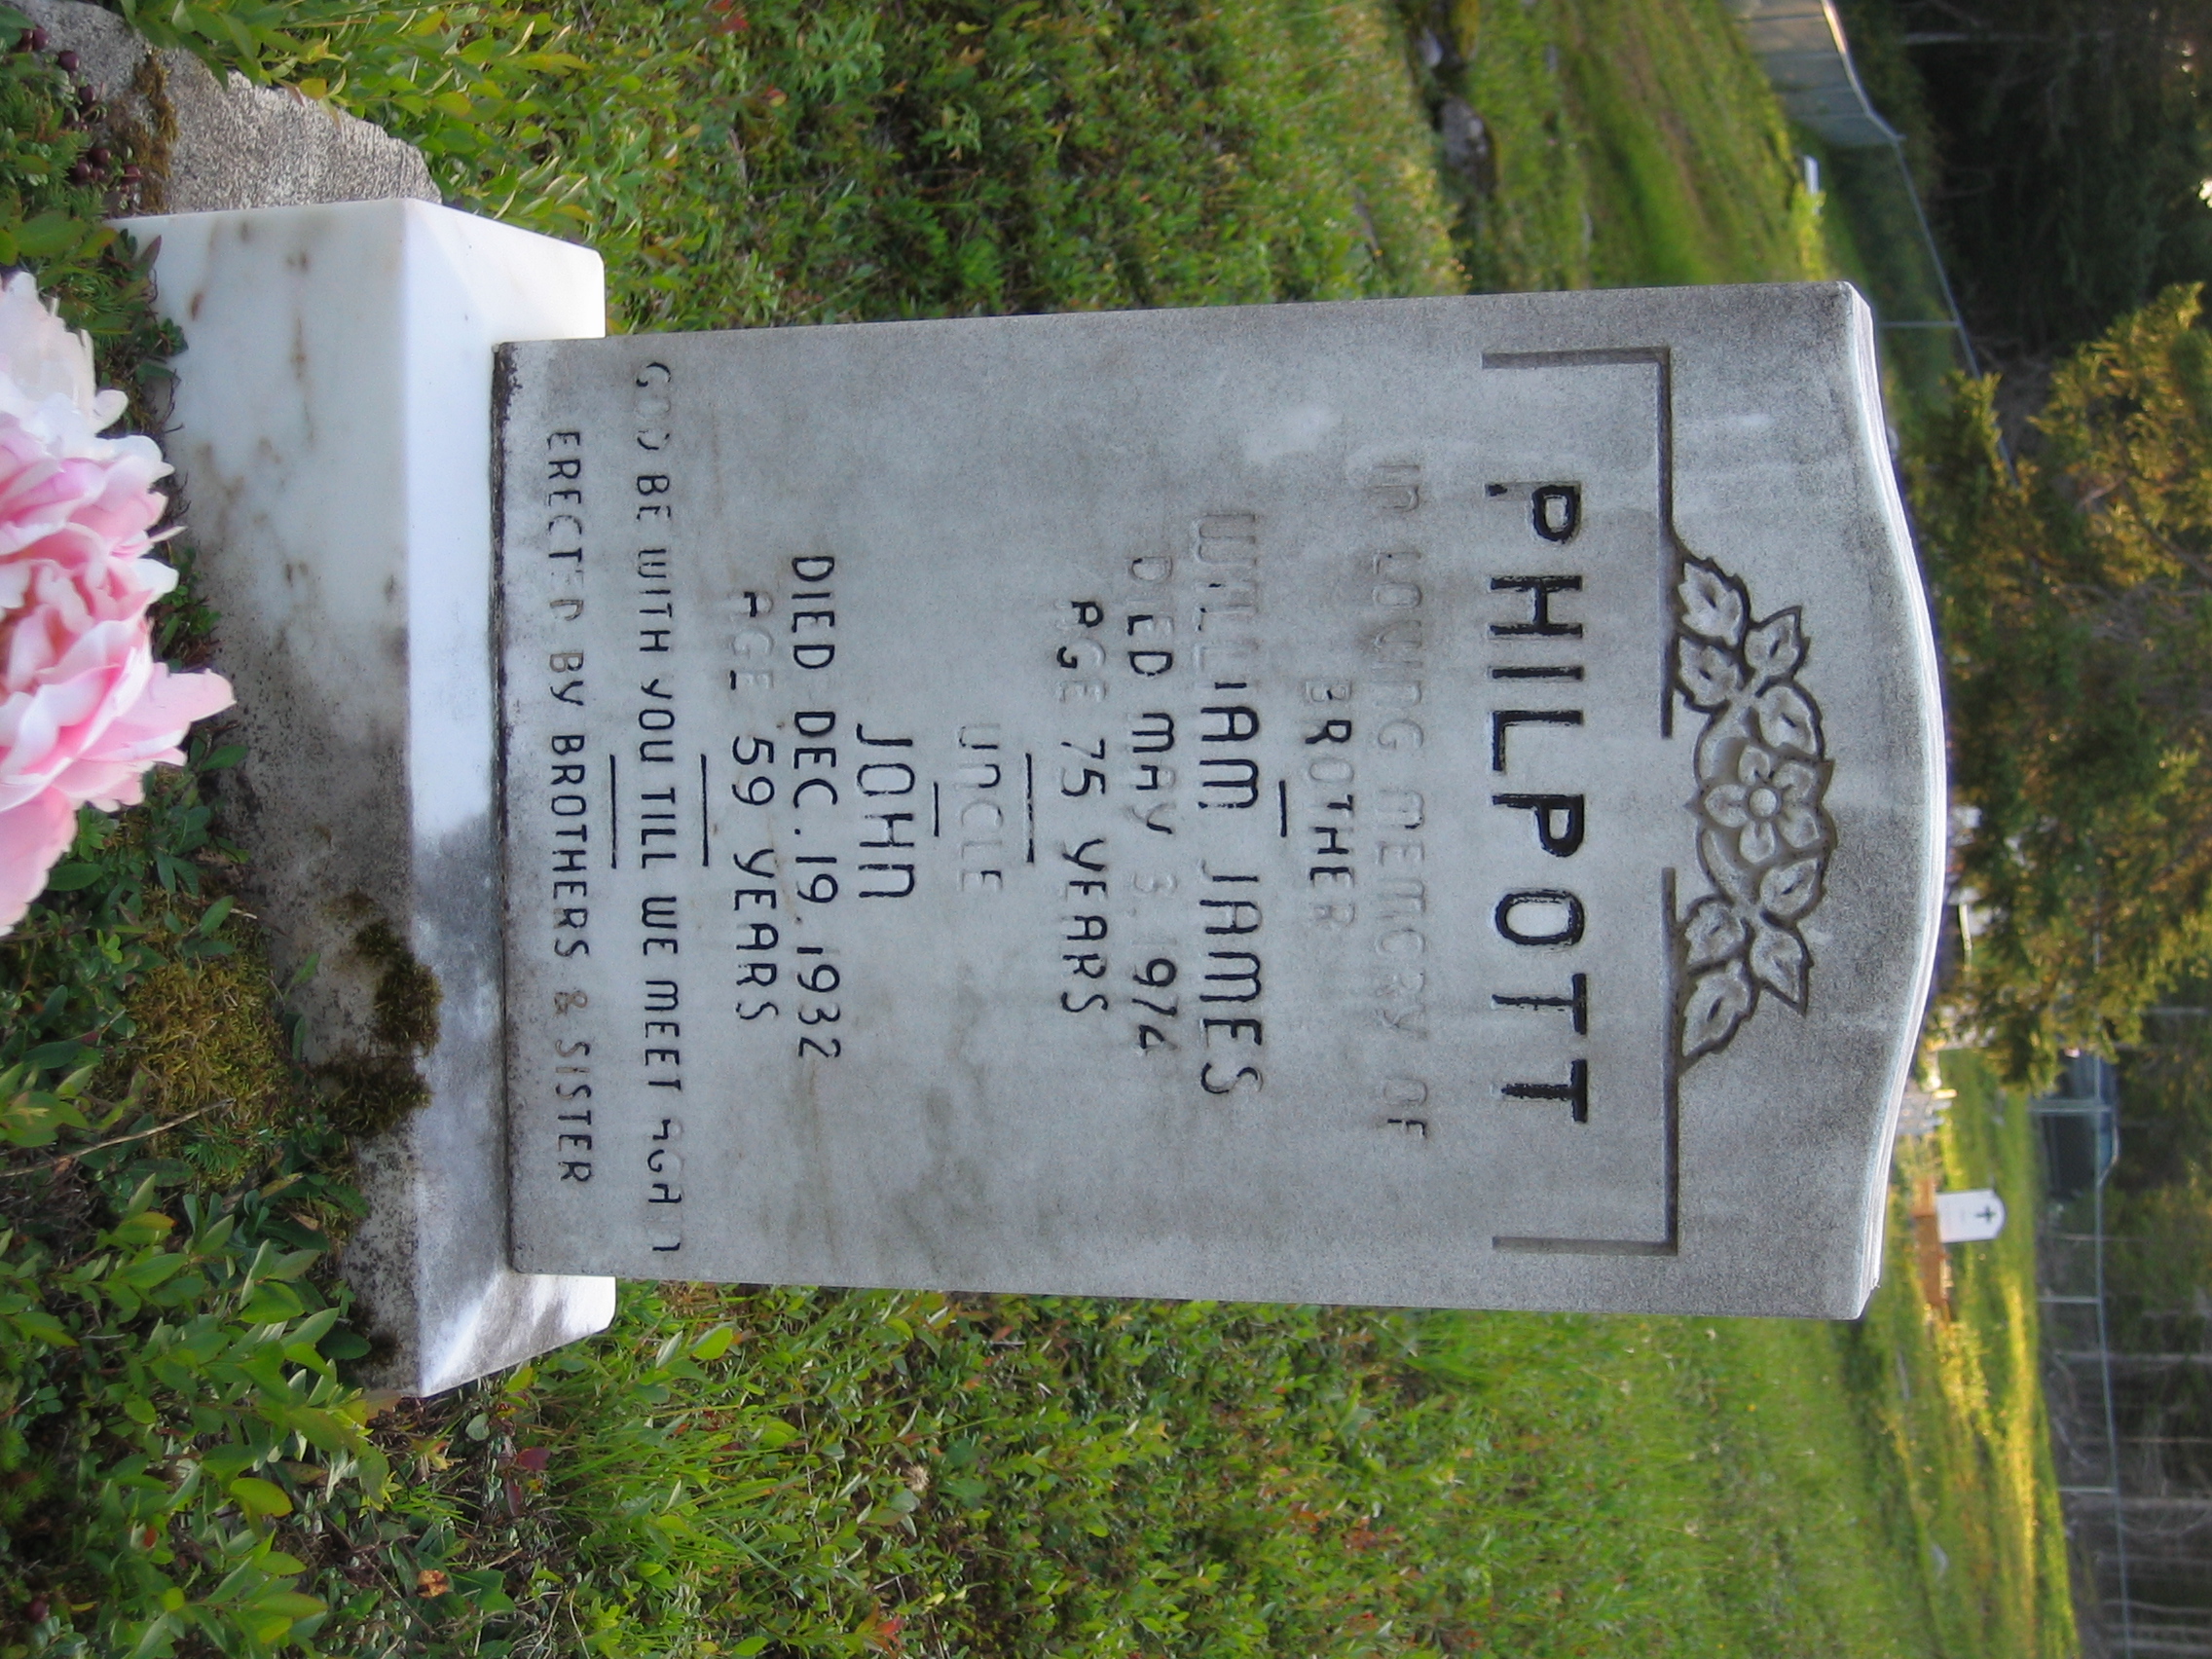 PHILPOTT
IN LOVING MEMORY OF
BROTHER
WILLIAM JAMES
DIED MAY 3, 1974
AGE 75 YEARS
UNCLE
JOHN
DIED DEC. 19, 1932
AGE 59 YEARS
GOD BE WITH YOU TILL WE MEET AGAIN
ERECTED BY BROTHERS & SISTER